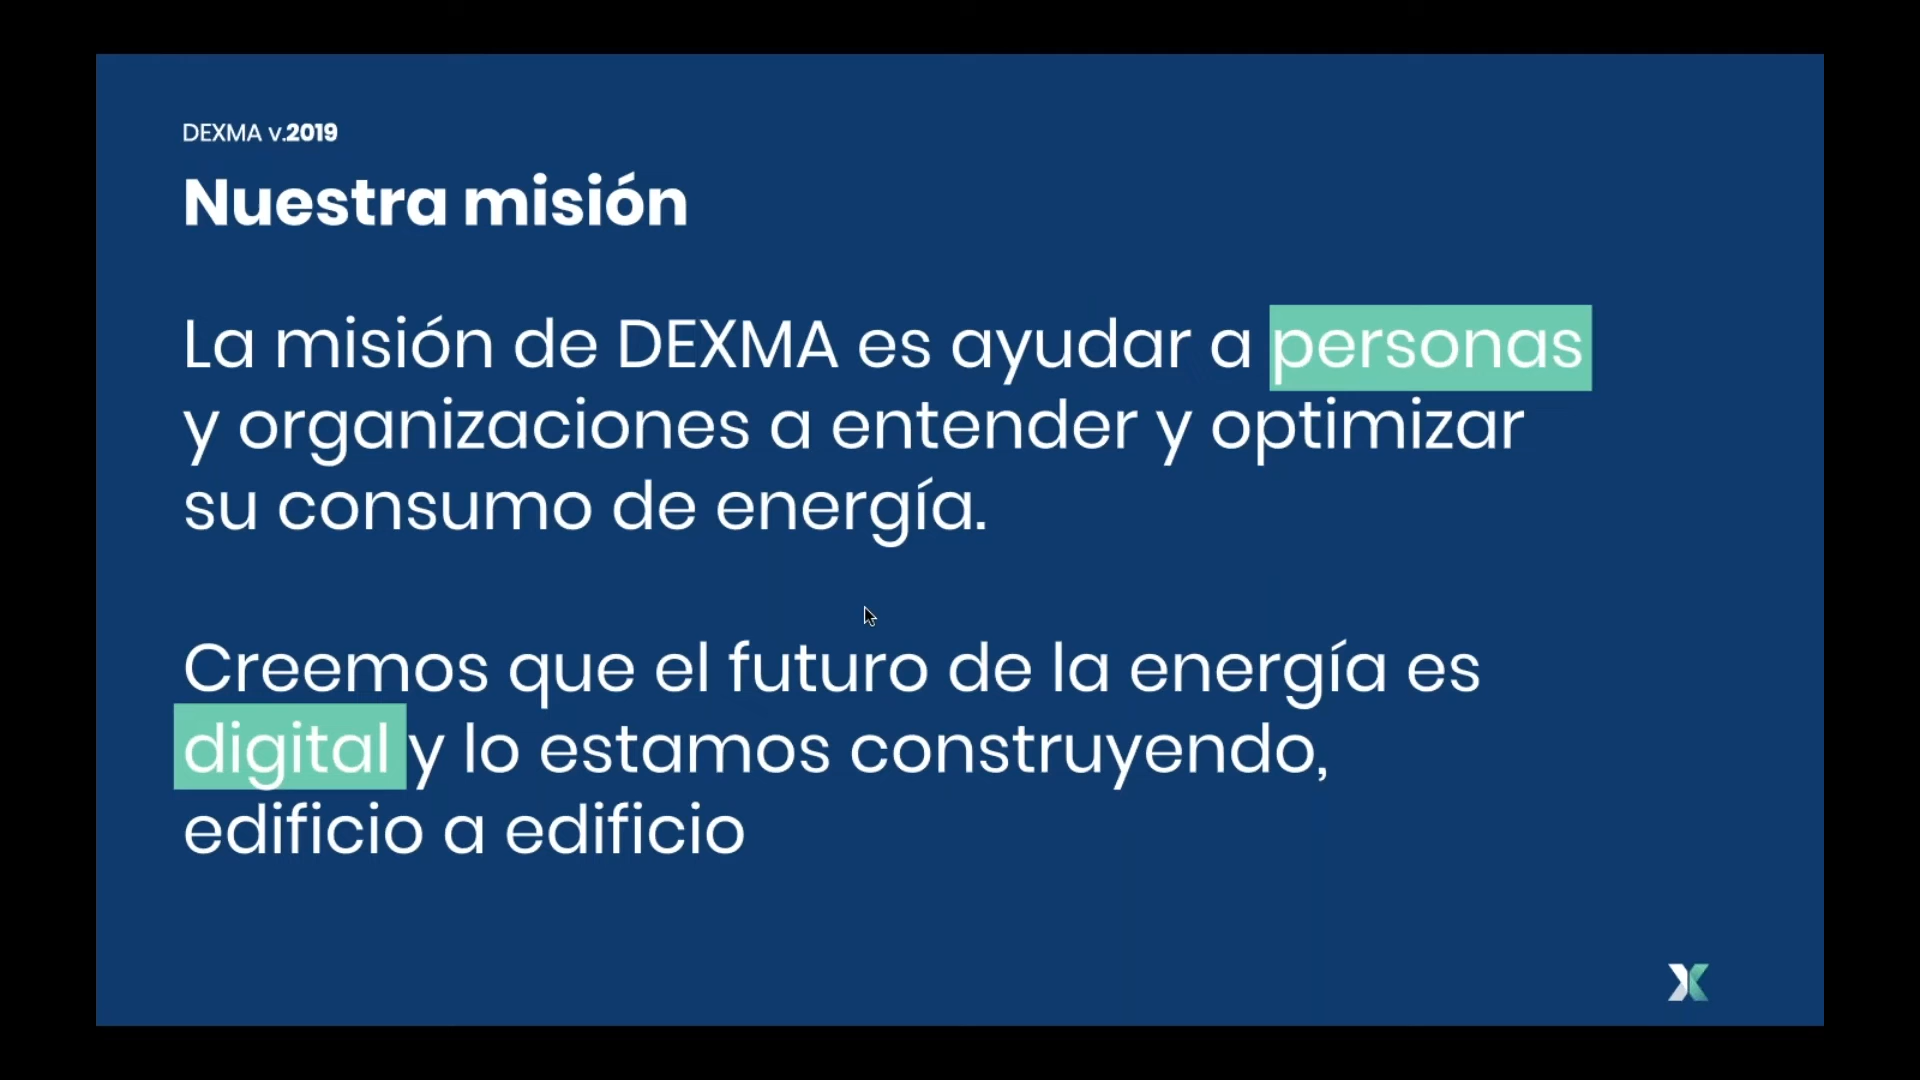 DEXMA v.2019
Nuestra misión
La misión de DEXMA es ayudar a personas
y organizaciones a entender y optimizar
su consumo de energía.
Creemos que el futuro de la energía es
digital y lo estamos construyendo,
edificio a edificio